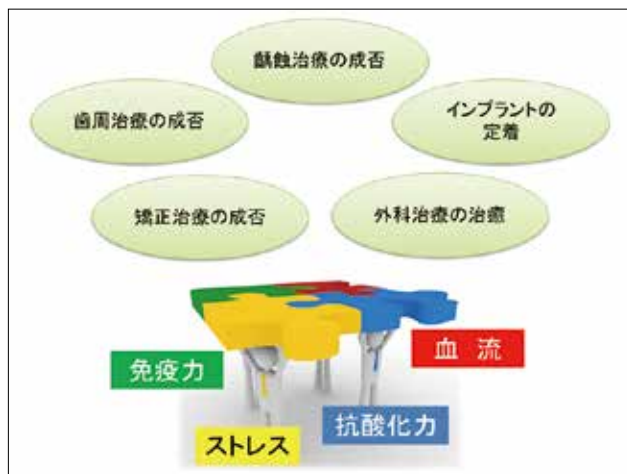 齲蝕治療の成否
歯周治療の成否
インプラントの
定着
矯正治療の成否
外科治療の治癒
血 流
免疫力
抗酸化力
ストレス